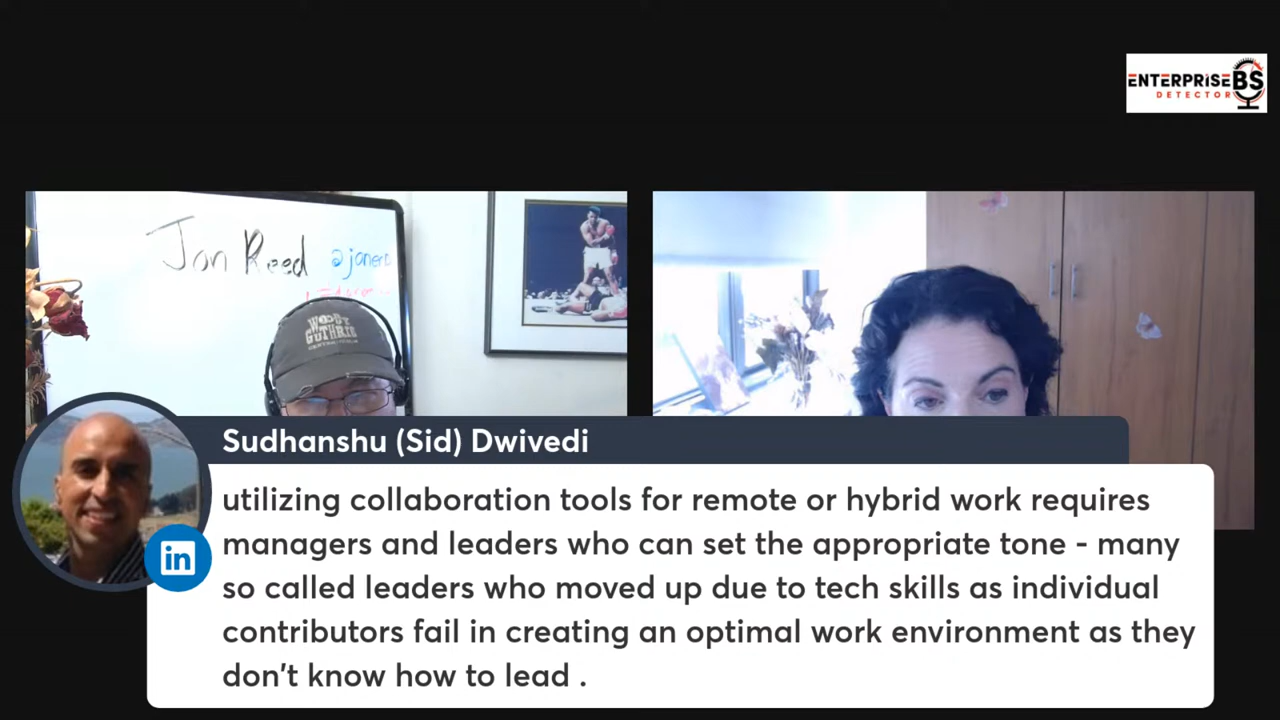 ENTERPRISE BS
DETECTOR
Jon Reed @joner
WOODY
GUTHRIE
Sudhanshu (Sid) Dwivedi
in
utilizing collaboration tools for remote or hybrid work requires
managers and leaders who can set the appropriate tone - many
so called leaders who moved up due to tech skills as individual
contributors fail in creating an optimal work environment as they
don't know how to lead .